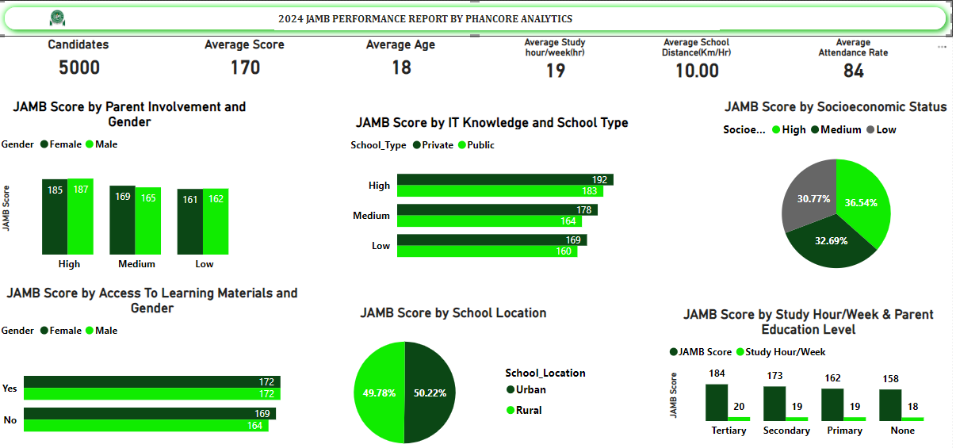 2024 JAMB PERFORMANCE REPORT BY PHANCORE ANALYTICS
Candidates
5000
Average Score
170
Average Age
18
Average Study
hour/week(hr)
19
Average School
Distance(Km/Hr)
10.00
Average
Attendance Rate
84
JAMB Score by Parent Involvement and
Gender
Gender Female Male
JAMB Score
185 187
169 165
161 162
High Medium Low
JAMB Score by IT Knowledge and School Type
School_Type Private Public
High 192
183
Medium 178
164
Low 169
160
JAMB Score by Socioeconomic Status
Socioe... High Medium Low
30.77% 36.54%
32.69%
JAMB Score by Access To Learning Materials and
Gender
Gender Female Male
Yes 172
172
No 169
164
JAMB Score by School Location
49.78% 50.22%
School_Location
Urban
Rural
JAMB Score by Study Hour/Week & Parent
Education Level
JAMB Score Study Hour/Week
JAMB Score
184 173 162 158
20 19 19 18
Tertiary Secondary Primary None